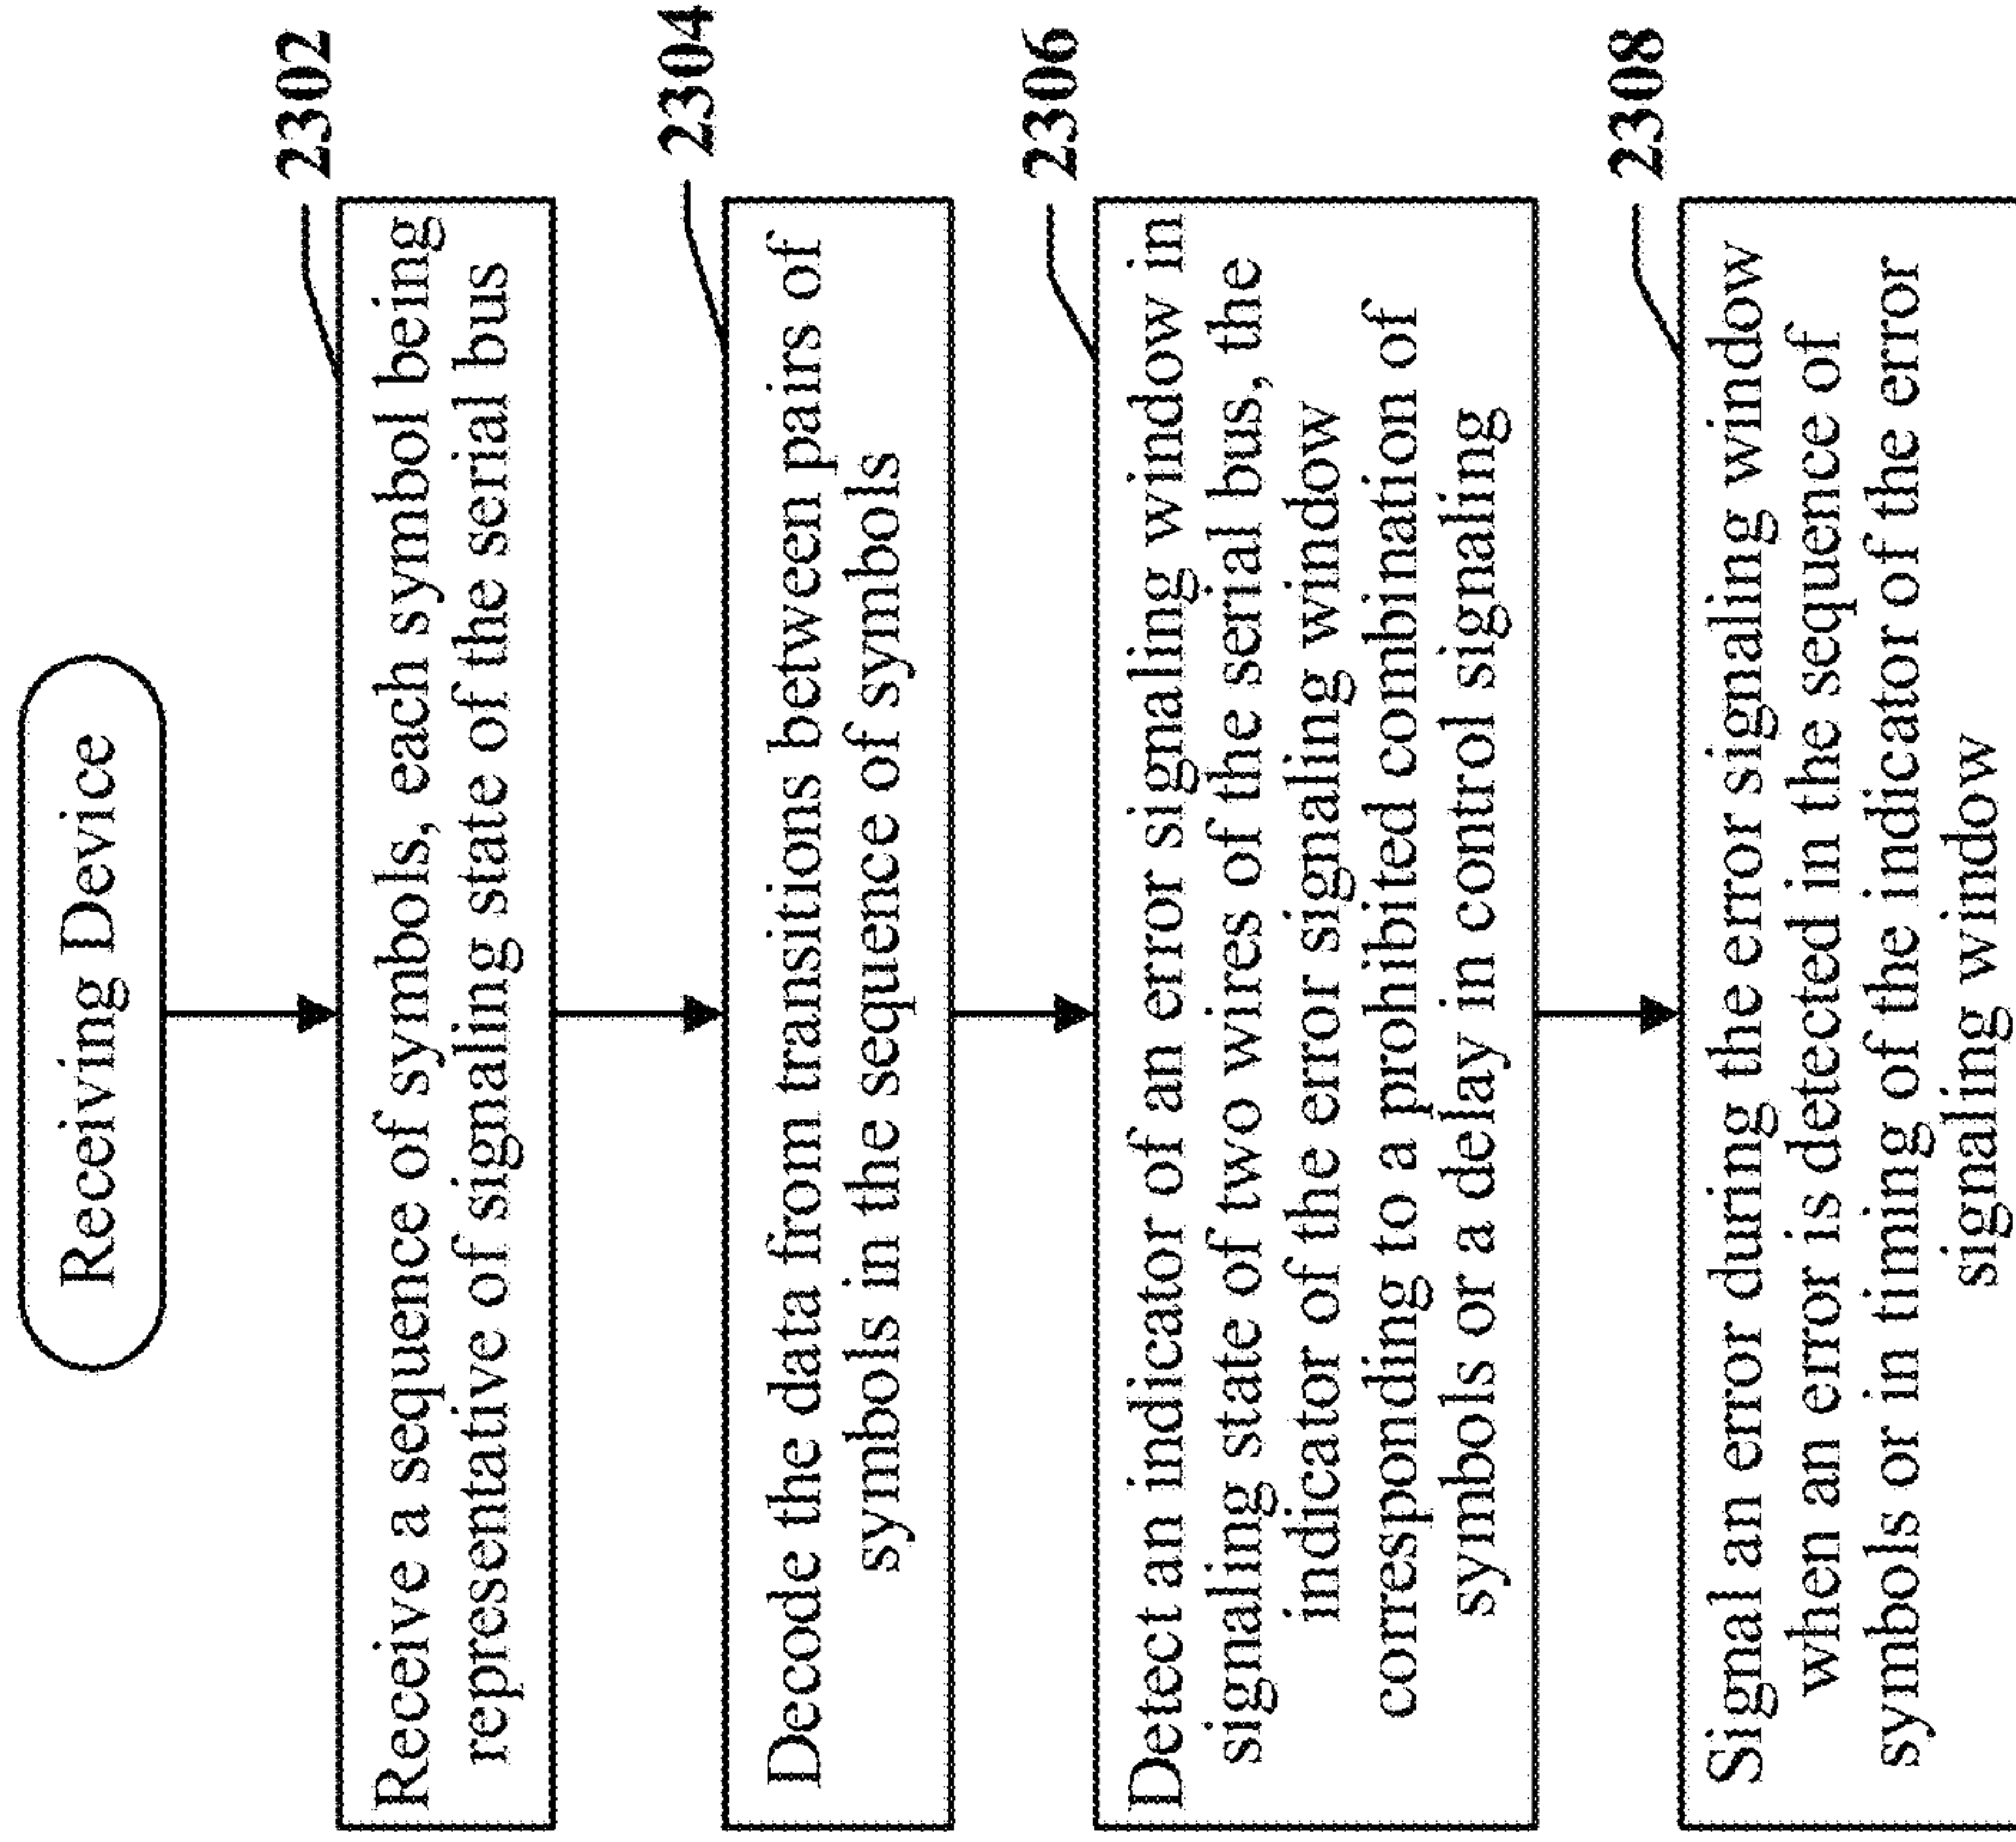 Receiving Device
2302
Receive a sequence of symbols, each symbol being
representative of signaling state of the serial bus
2304
Decode the data from transitions between pairs of
symbols in the sequence of symbols
2306
Detect an indicator of an error signaling window in
signaling state of two wires of the serial bus, the
indicator of the error signaling window
corresponding to a prohibited combination of
symbols or a delay in control signaling
2308
Signal an error during the error signaling window
when an error is detected in the sequence of
symbols or in timing of the indicator of the error
signaling window